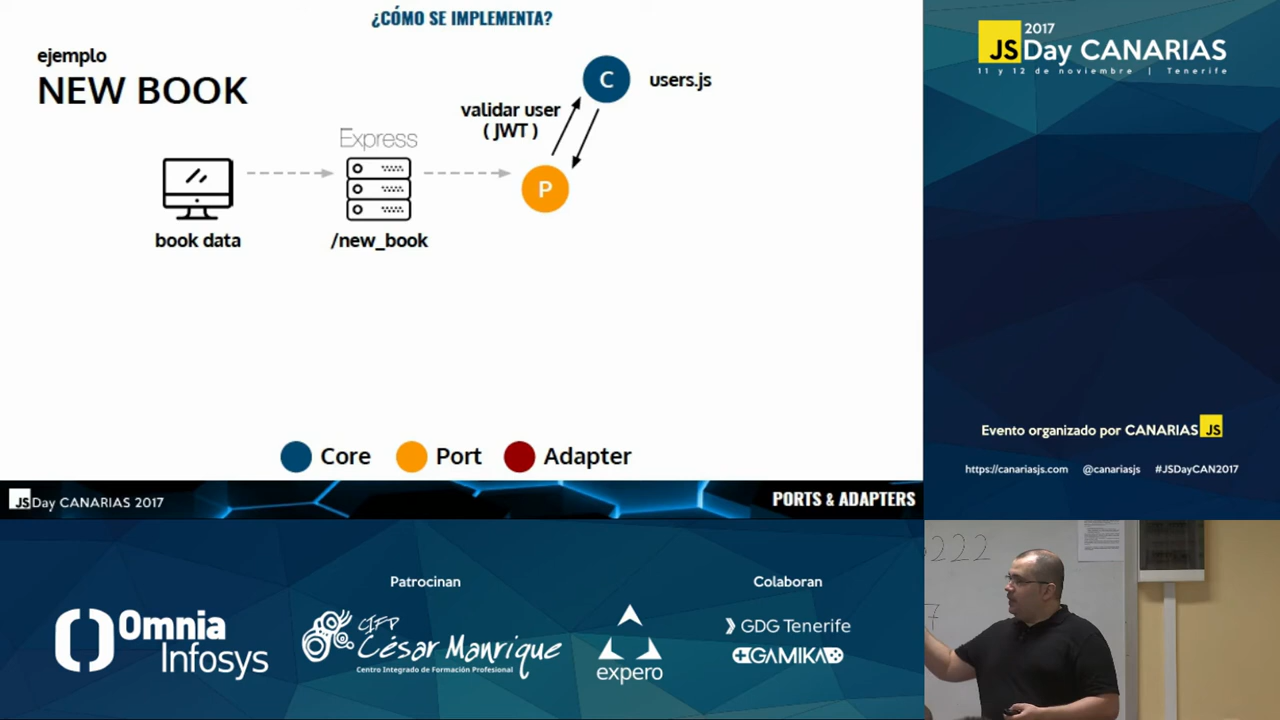 ¿CÓMO SE IMPLEMENTA?
ejemplo
NEW BOOK
C
users.js
validar user
( JWT )
Express
P
book data
/new_book
Core
Port
Adapter
JS Day CANARIAS 2017
PORTS & ADAPTERS
2017
JS Day CANARIAS
11 y 12 de noviembre | Tenerife
Evento organizado por CANARIAS JS
https://canariasjs.com @canariasjs #JSDayCAN2017
Patrocinan
Omnia
Infosys
CIFP
César Manrique
Centro Integrado de Formación Profesional
expero
Colaboran
GDG Tenerife
GAMIKA
222